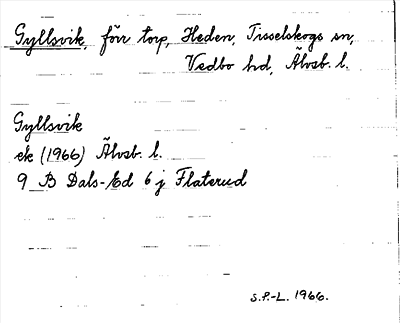 Gyllsvik, förr torp, Heden, Tisselskogs sn,
Vedbo hd, Älvsb. l.
Gyllsvik
ek (1966) Älvsb. l.
9 B Dals-Ed 6 j Flaterud
S.P.-L. 1966.